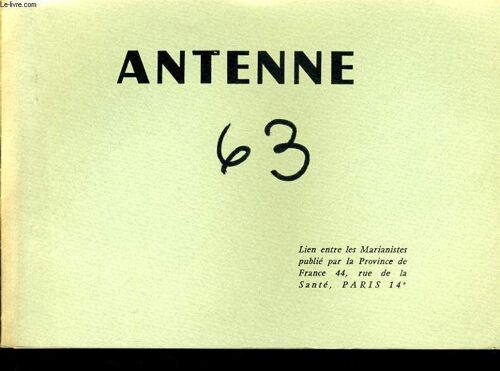 Le-livre.com
ANTENNE
63
Lien entre les Marianistes
publié par la Province de
France 44, rue de la
Santé, PARIS 14e